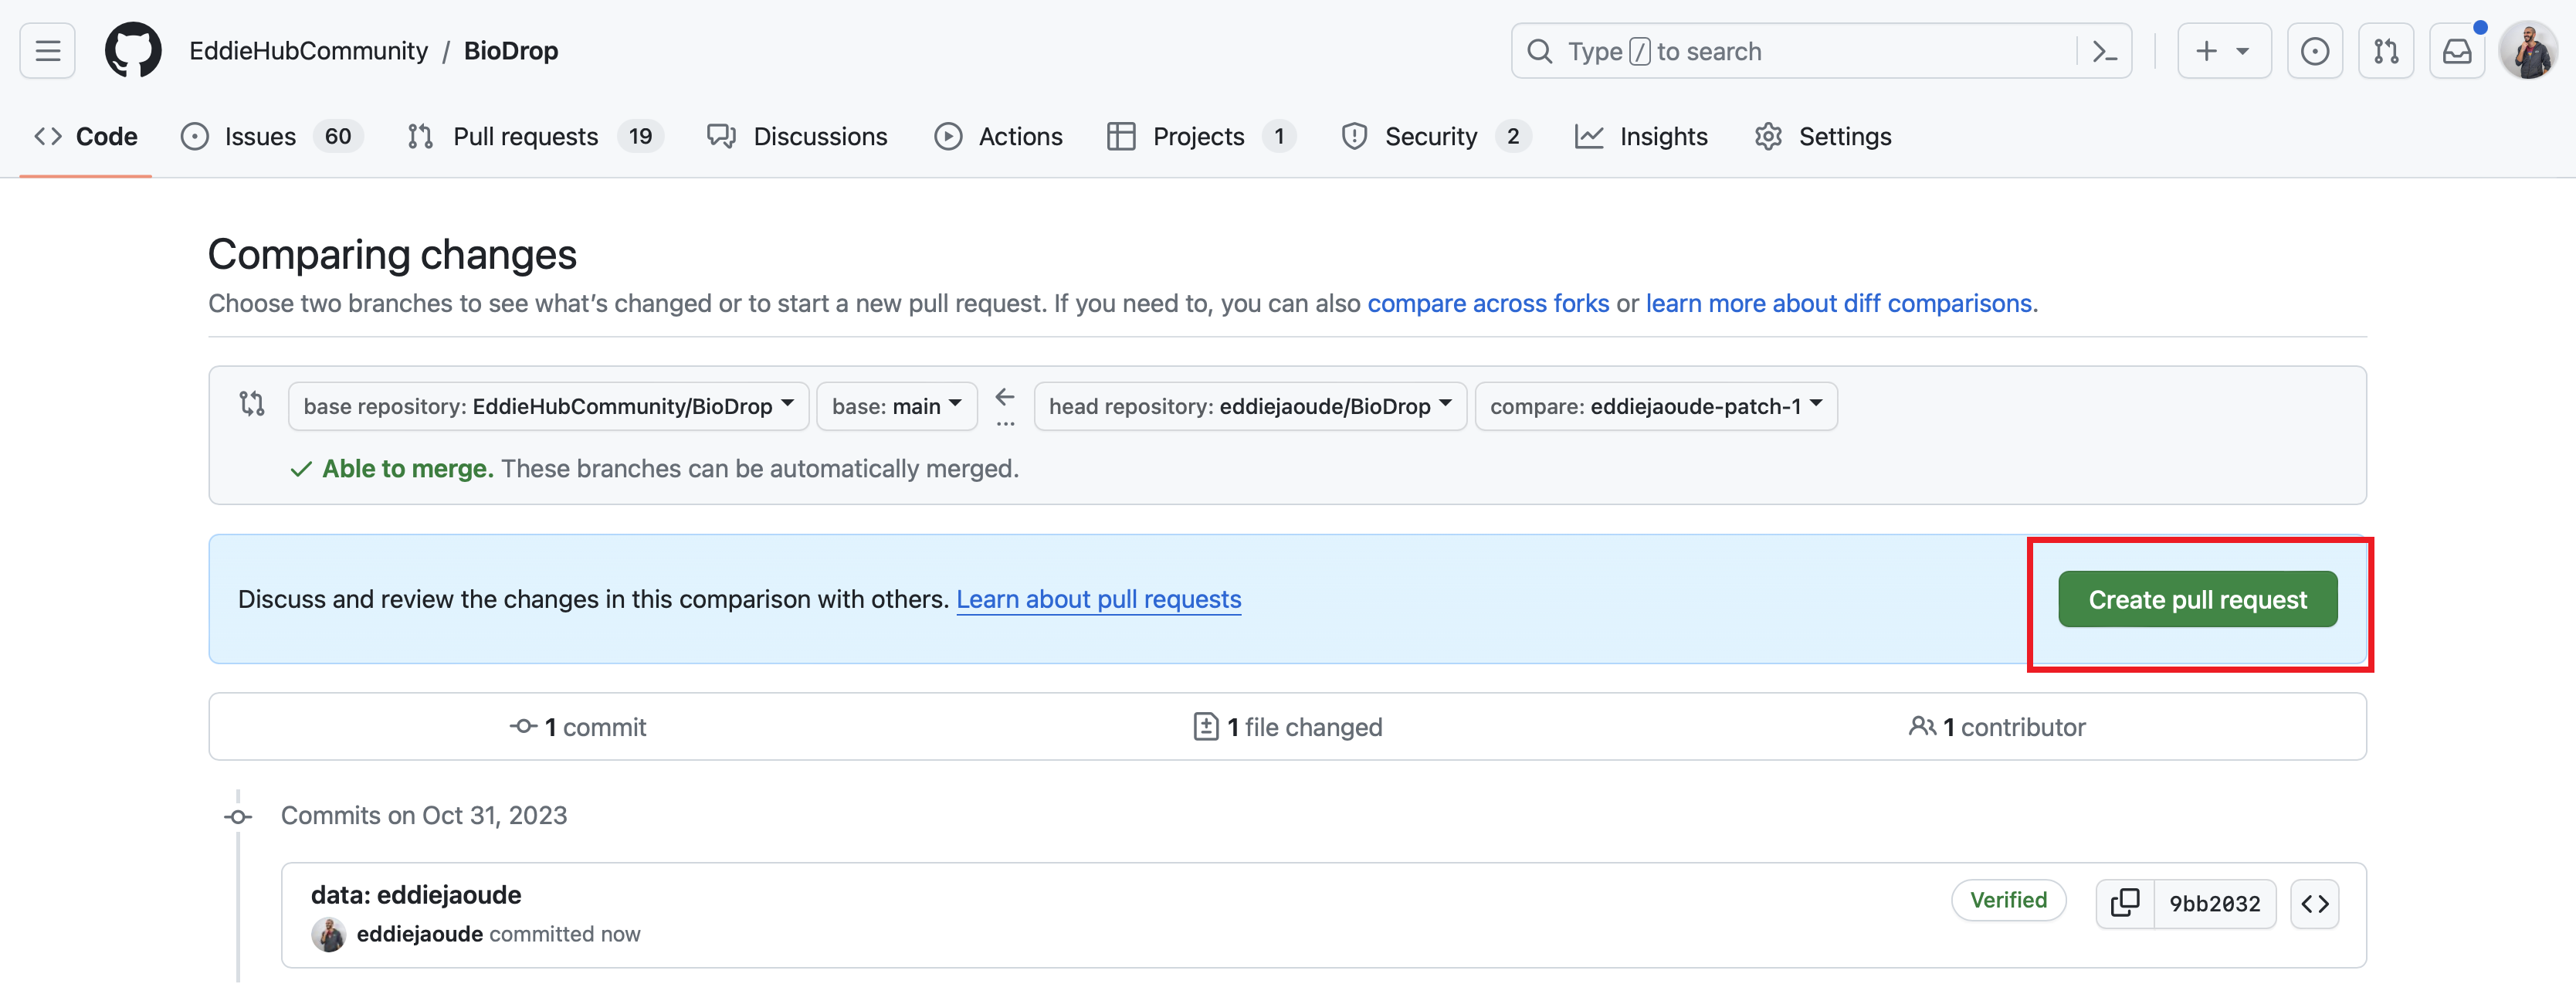 EddieHubCommunity / BioDrop
Type / to search
Code Issues 60 Pull requests 19 Discussions Actions Projects 1 Security 2 Insights Settings
Comparing changes
Choose two branches to see what’s changed or to start a new pull request. If you need to, you can also compare across forks or learn more about diff comparisons.
base repository: EddieHubCommunity/BioDrop base: main ← ... head repository: eddiejaoude/BioDrop compare: eddiejaoude-patch-1
Able to merge. These branches can be automatically merged.
Discuss and review the changes in this comparison with others. Learn about pull requests Create pull request
1 commit 1 file changed 1 contributor
Commits on Oct 31, 2023
data: eddiejaoude
Verified 9bb2032
eddiejaoude committed now